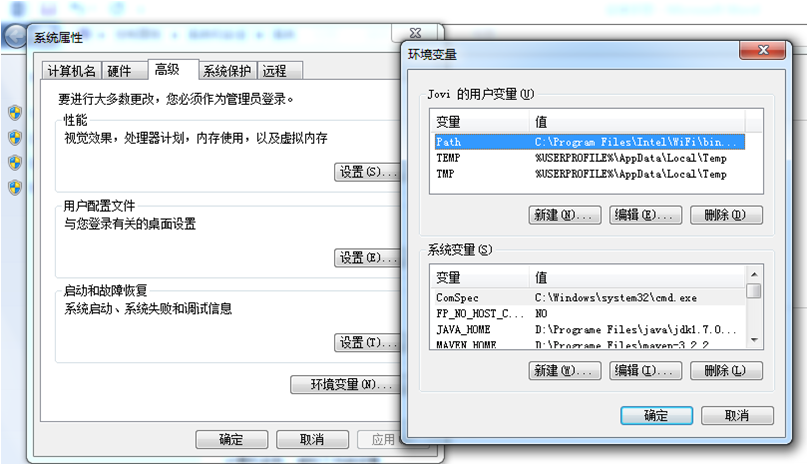 系统属性
计算机名 硬件 高级 系统保护 远程
要进行大多数更改，您必须作为管理员登录。
性能
视觉效果，处理器计划，内存使用，以及虚拟内存
设置(S)...
用户配置文件
与您登录有关的桌面设置
设置(E)...
启动和故障恢复
系统启动、系统失败和调试信息
设置(T)...
环境变量(N)...
确定 取消 应用
环境变量
Jovi 的用户变量(U)
变量 值
Path C:\Program Files\Intel\WiFi\bin...
TEMP %USERPROFILE%\AppData\Local\Temp
TMP %USERPROFILE%\AppData\Local\Temp
新建(N)... 编辑(E)... 删除(D)
系统变量(S)
变量 值
ComSpec C:\Windows\system32\cmd.exe
FP_NO_HOST_C... NO
JAVA_HOME D:\Programe Files\java\jdk1.7.0...
MAVEN_HOME D:\Programe Files\maven-3.2.2
新建(W)... 编辑(I)... 删除(L)
确定 取消